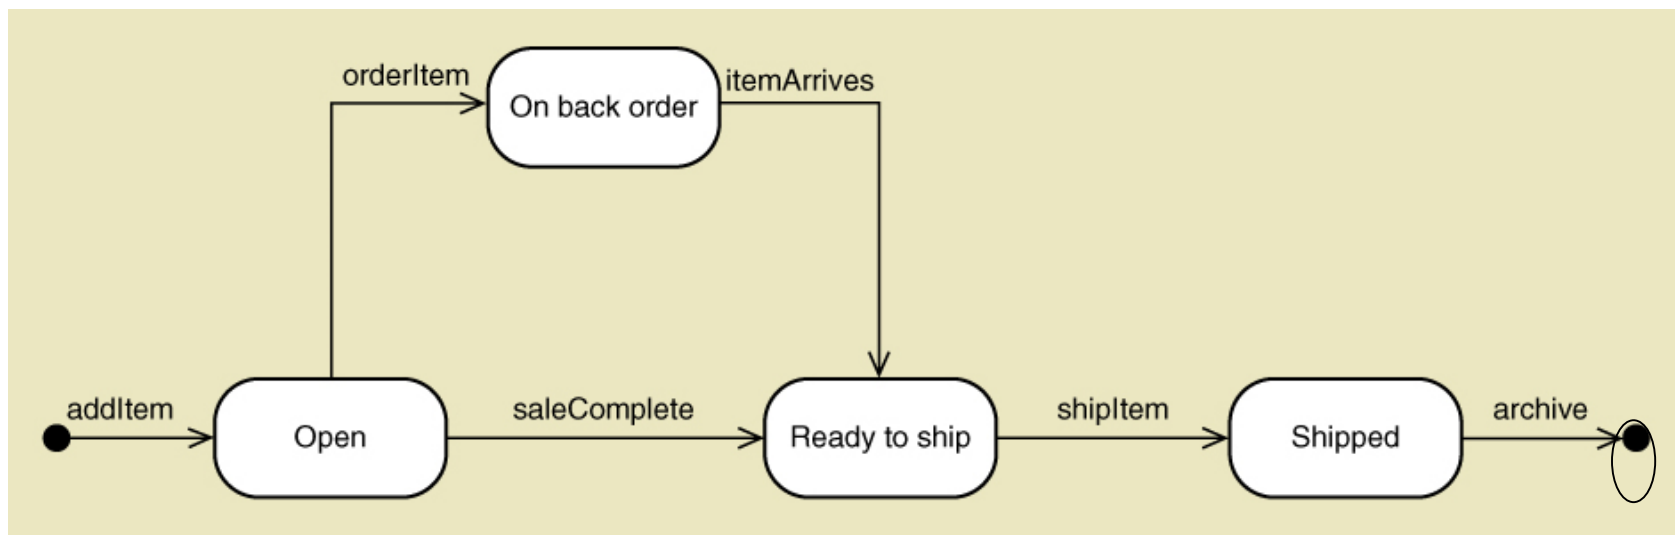 orderItem
On back order
itemArrives
addItem
Open
saleComplete
Ready to ship
shipItem
Shipped
archive